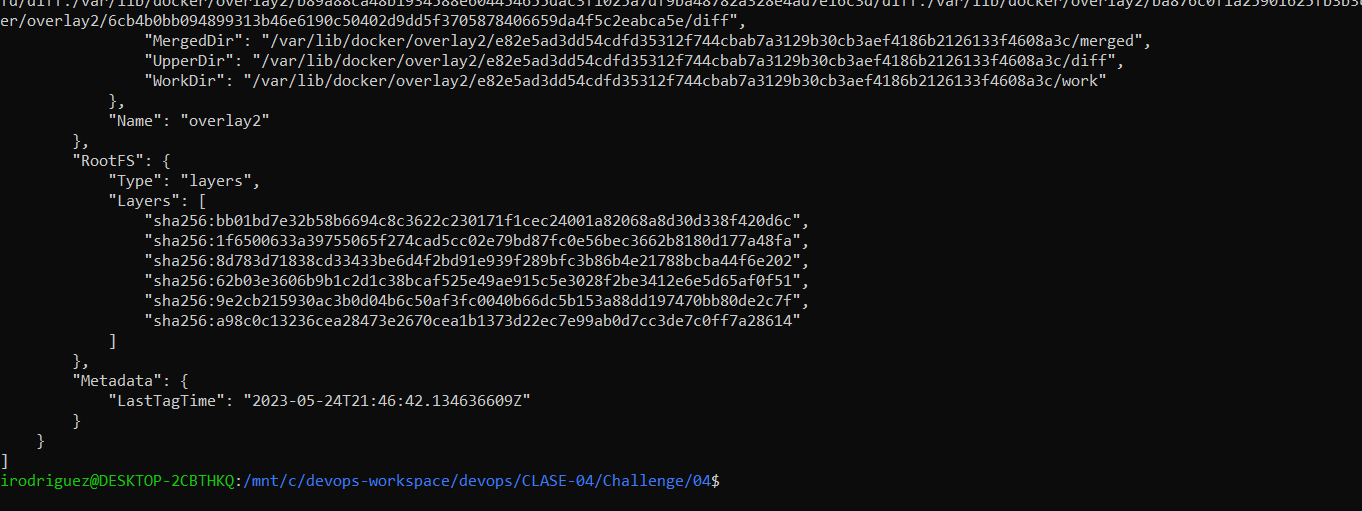 er/overlay2/6cb4b0bb094899313b46e6190c50402d9dd5f3705878406659da4f5c2eabca5e/diff",
                "MergedDir": "/var/lib/docker/overlay2/e82e5ad3dd54cdfd35312f744cbab7a3129b30cb3aef4186b2126133f4608a3c/merged",
                "UpperDir": "/var/lib/docker/overlay2/e82e5ad3dd54cdfd35312f744cbab7a3129b30cb3aef4186b2126133f4608a3c/diff",
                "WorkDir": "/var/lib/docker/overlay2/e82e5ad3dd54cdfd35312f744cbab7a3129b30cb3aef4186b2126133f4608a3c/work"
            },
            "Name": "overlay2"
        },
        "RootFS": {
            "Type": "layers",
            "Layers": [
                "sha256:bb01bd7e32b58b6694c8c3622c230171f1cec24001a82068a8d30d338f420d6c",
                "sha256:1f6500633a39755065f274cad5cc02e79bd87fc0e56bec3662b8180d177a48fa",
                "sha256:8d783d71838cd33433be6d4f2bd91e939f289bfc3b86b4e21788bcba44f6e202",
                "sha256:62b03e3606b9b1c2d1c38bcaf525e49ae915c5e3028f2be3412e6e5d65af0f51",
                "sha256:9e2cb215930ac3b0d04b6c50af3fc0040b66dc5b153a88dd197470bb80de2c7f",
                "sha256:a98c0c13236cea28473e2670cea1b1373d22ec7e99ab0d7cc3de7c0ff7a28614"
            ]
        },
        "Metadata": {
            "LastTagTime": "2023-05-24T21:46:42.134636609Z"
        }
    }
]
irodriguez@DESKTOP-2CBTHKQ:/mnt/c/devops-workspace/devops/CLASE-04/Challenge/04$